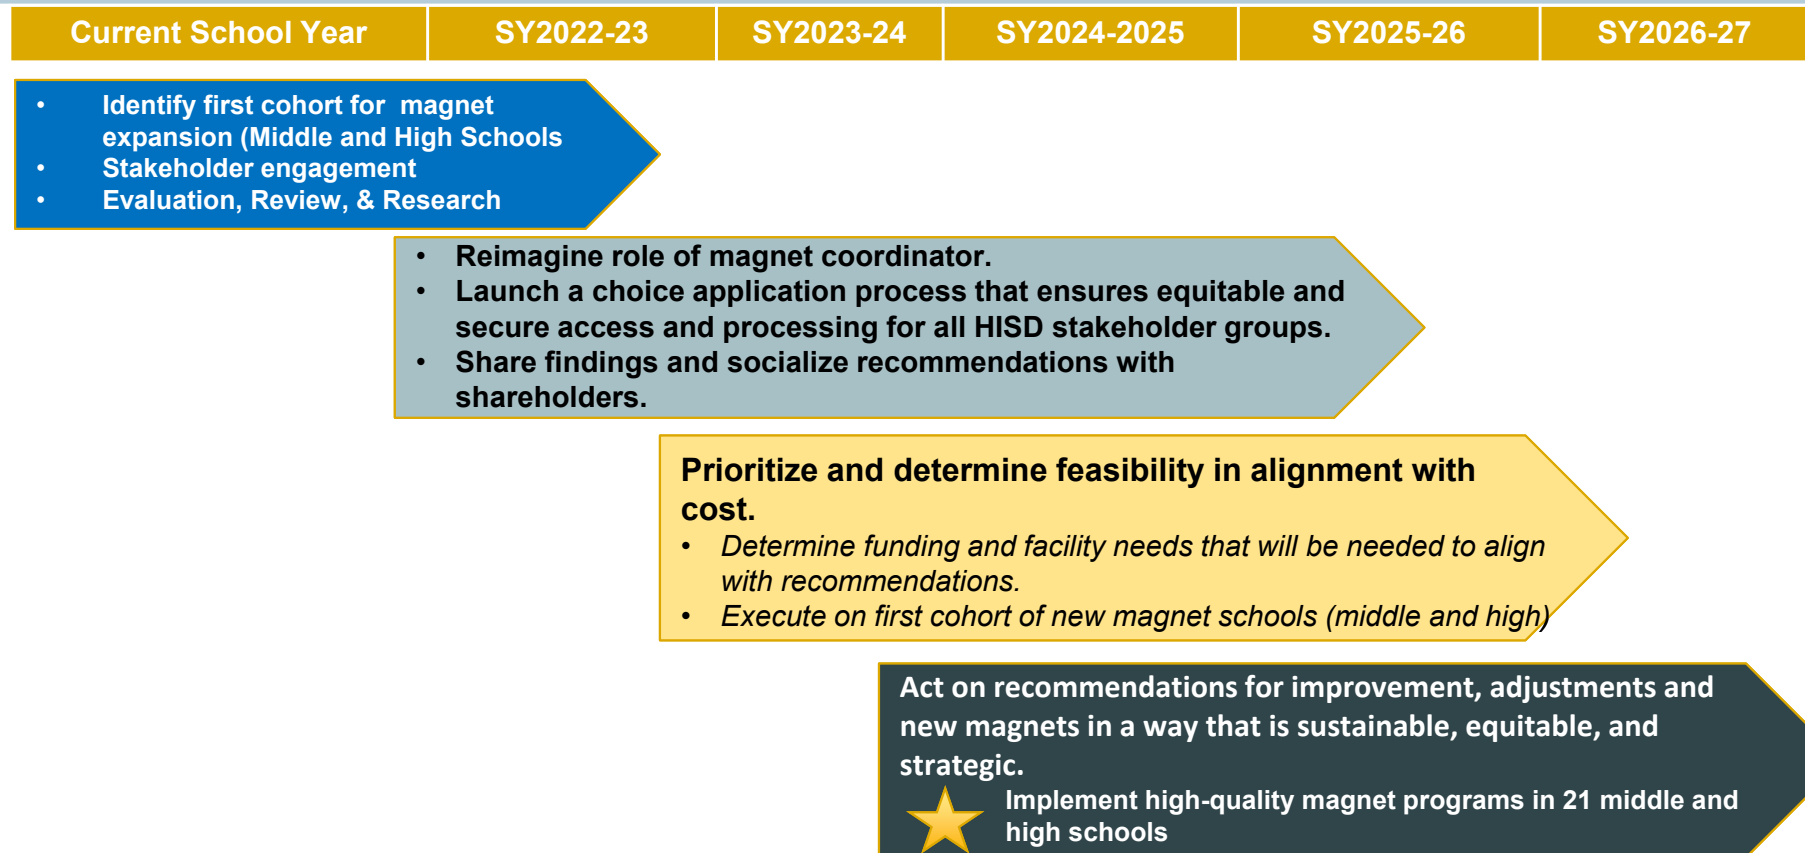 Current School Year SY2022-23 SY2023-24 SY2024-2025 SY2025-26 SY2026-27
• Identify first cohort for magnet
expansion (Middle and High Schools
• Stakeholder engagement
• Evaluation, Review, & Research
• Reimagine role of magnet coordinator.
• Launch a choice application process that ensures equitable and
secure access and processing for all HISD stakeholder groups.
• Share findings and socialize recommendations with
shareholders.
Prioritize and determine feasibility in alignment with
cost.
• Determine funding and facility needs that will be needed to align
with recommendations.
• Execute on first cohort of new magnet schools (middle and high)
Act on recommendations for improvement, adjustments and
new magnets in a way that is sustainable, equitable, and
strategic.
Implement high-quality magnet programs in 21 middle and
high schools